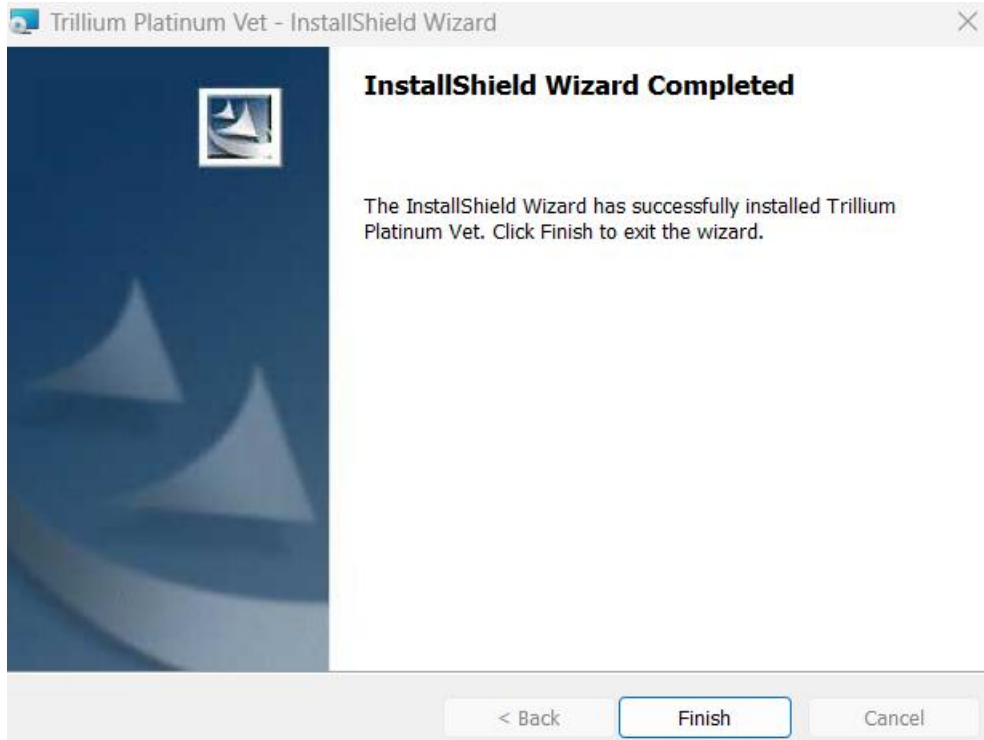 Trillium Platinum Vet - InstallShield Wizard
InstallShield Wizard Completed
The InstallShield Wizard has successfully installed Trillium
Platinum Vet. Click Finish to exit the wizard.
< Back
Finish
Cancel